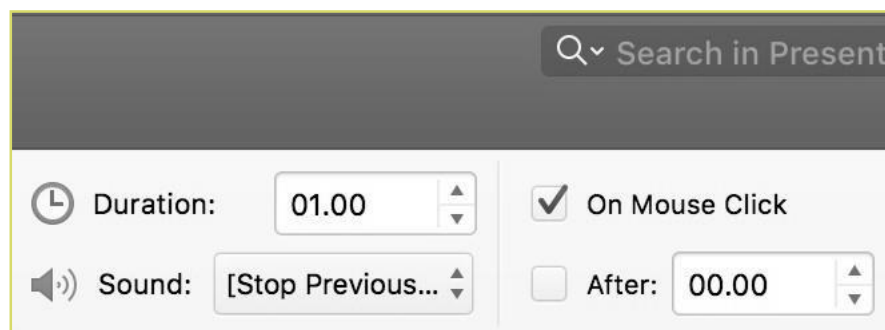 Search in Present
Duration: 01.00
On Mouse Click
Sound: [Stop Previous...
After: 00.00